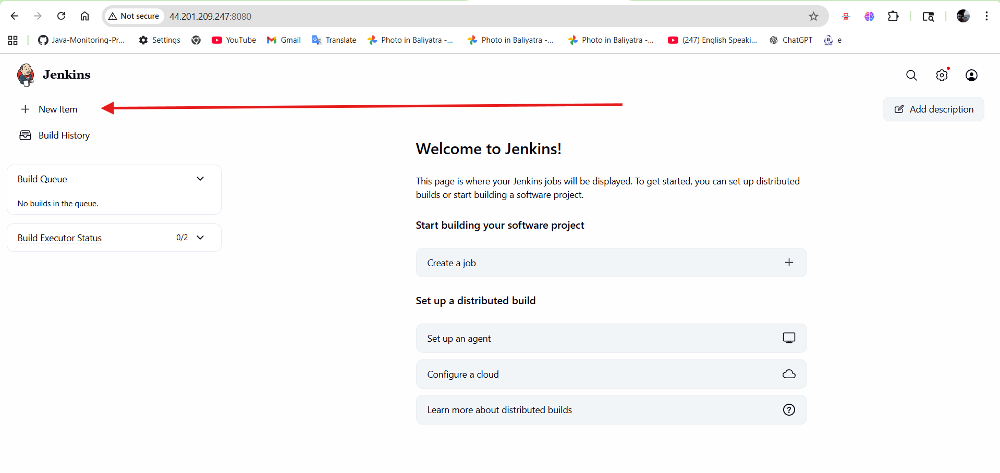 Not secure 44.201.209.247:8080
Java-Monitoring-Pr... Settings YouTube Gmail Translate Photo in Baliyatra -... Photo in Baliyatra -... Photo in Baliyatra -... (247) English Speaki... ChatGPT e
Jenkins
New Item
Add description
Build History
Welcome to Jenkins!
Build Queue
This page is where your Jenkins jobs will be displayed. To get started, you can set up distributed
builds or start building a software project.
No builds in the queue.
Start building your software project
Build Executor Status 0/2
Create a job
Set up a distributed build
Set up an agent
Configure a cloud
Learn more about distributed builds